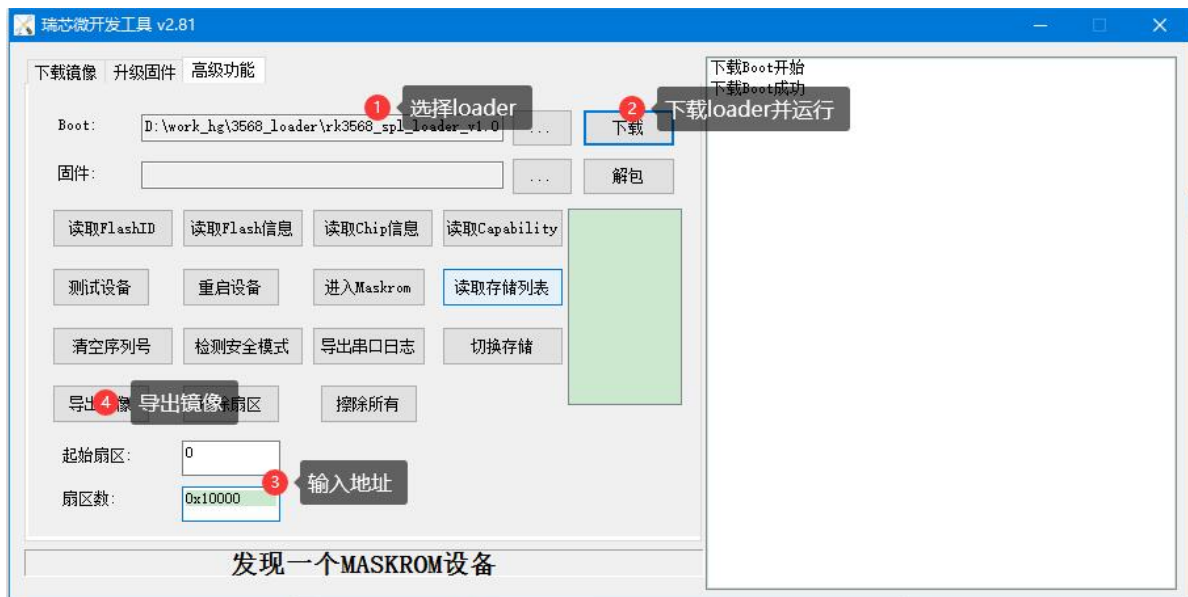 瑞芯微开发工具 v2.81
下载镜像 升级固件 高级功能
1 选择loader
2 下载loader并运行
Boot: D:\work_hg\3568_loader\rk3568_spl_loader_v1.0 ... 下载
固件: ... 解包
读取FlashID 读取Flash信息 读取Chip信息 读取Capability
测试设备 重启设备 进入Maskrom 读取存储列表
清空序列号 检测安全模式 导出串口日志 切换存储
4 导出镜像 擦除所有
起始扇区: 0
3 输入地址
扇区数: 0x10000
发现一个MASKROM设备
下载Boot开始
下载Boot成功